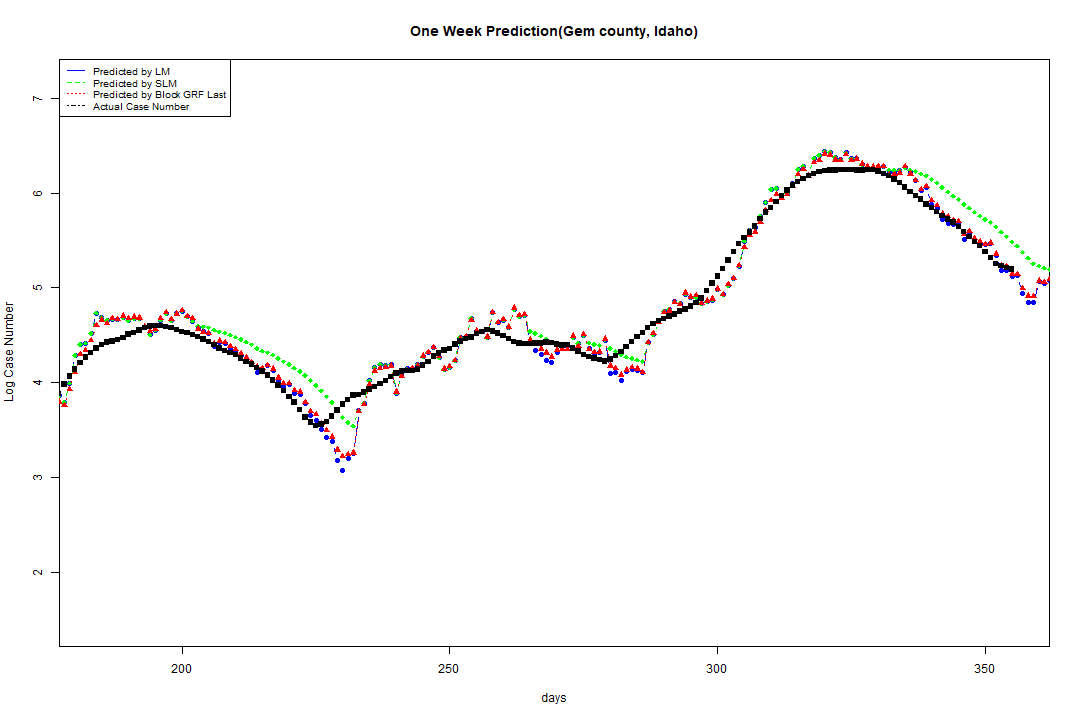 One Week Prediction(Gem county, Idaho)
Predicted by LM
Predicted by SLM
Predicted by Block GRF Last
Actual Case Number
7
6
5
4
3
2
Log Case Number
200 250 300 350
days